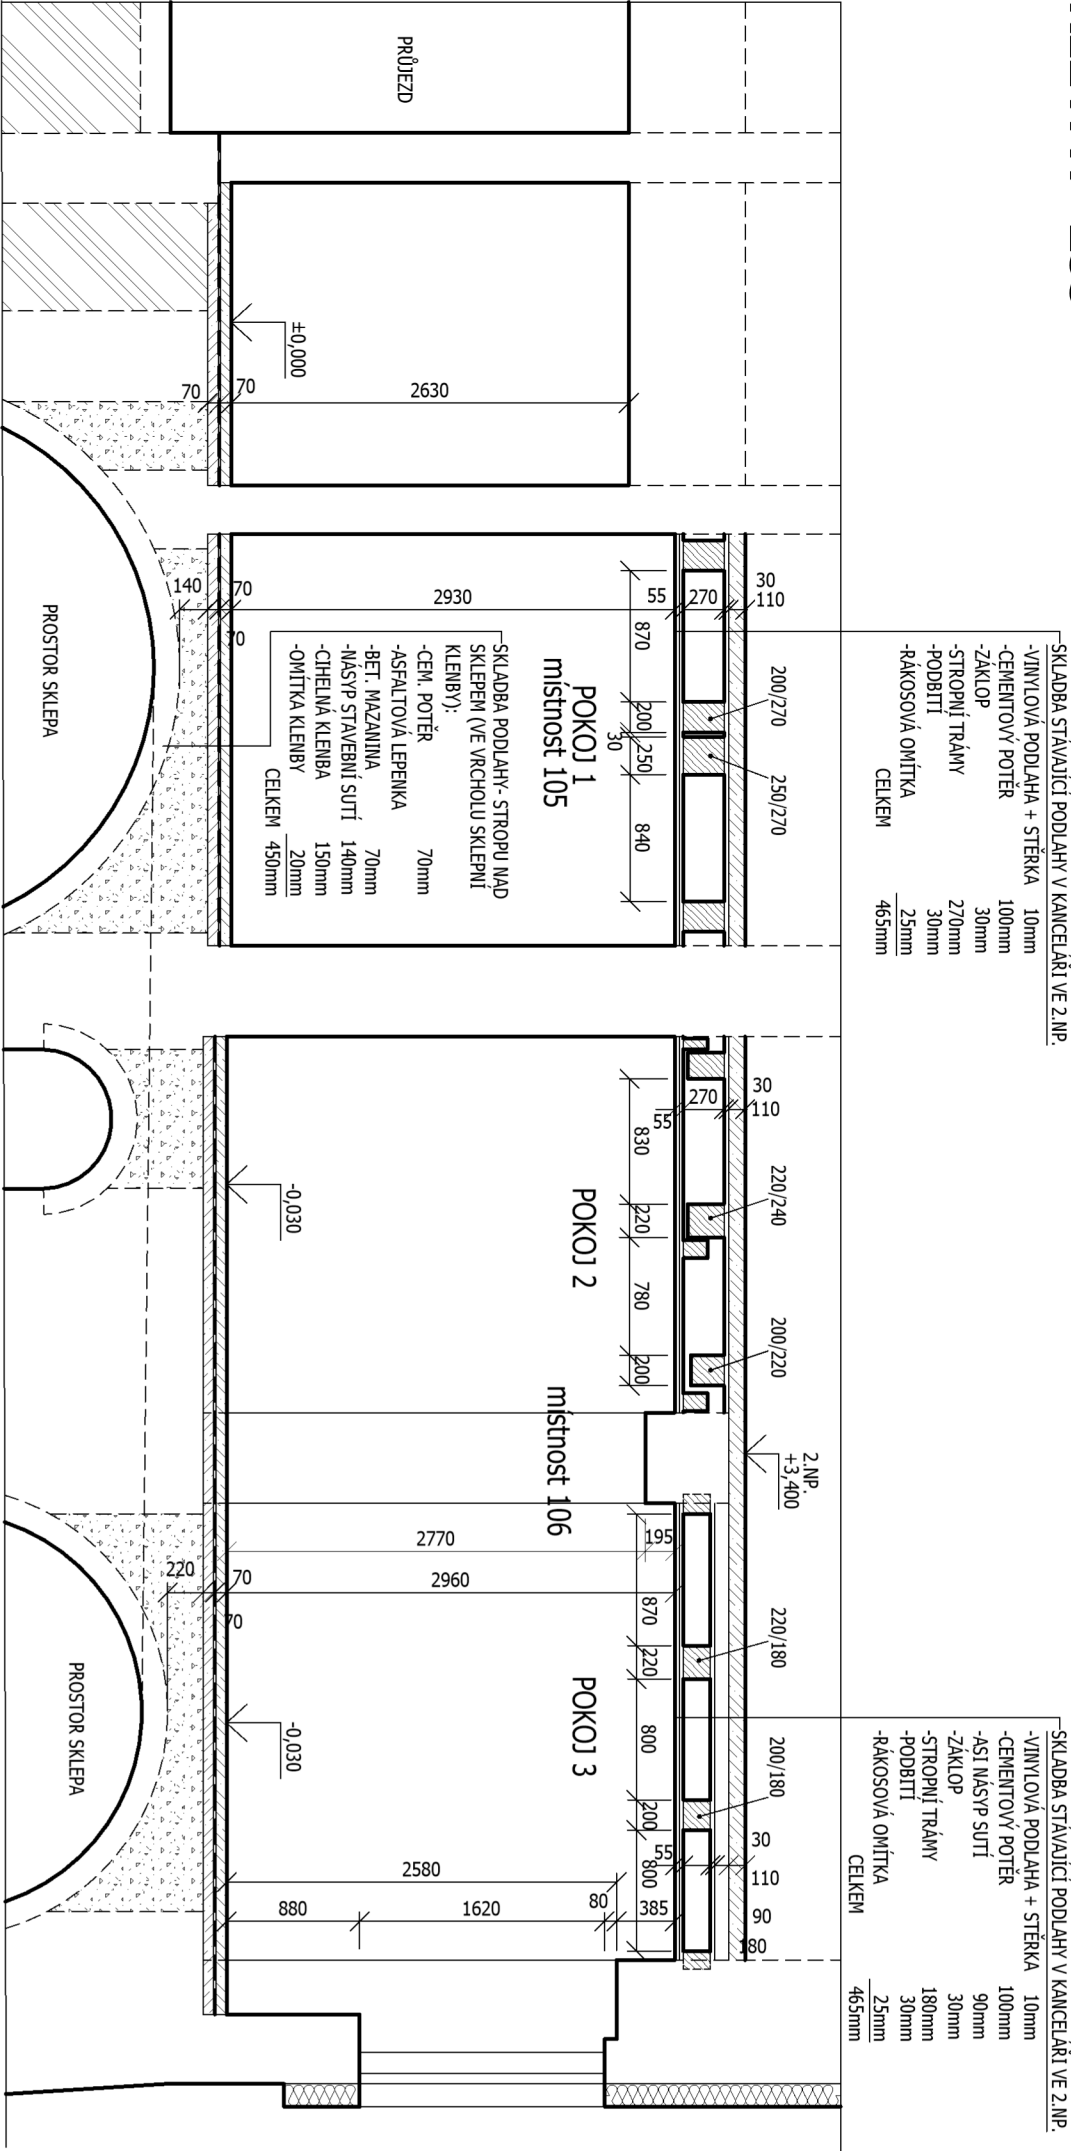 SKLADBA STÁVAJÍCÍ PODLAHY V KANCELÁŘI VE 2.NP.
-VINYLOVÁ PODLAHA + STĚRKA 10mm
-CEMENTOVÝ POTĚR 100mm
-ZÁKLOP 30mm
-STROPNÍ TRÁMY 270mm
-PODBITÍ 30mm
-RÁKOSOVÁ OMÍTKA 25mm
CELKEM 465mm
SKLADBA STÁVAJÍCÍ PODLAHY V KANCELÁŘI VE 2.NP.
-VINYLOVÁ PODLAHA + STĚRKA 10mm
-CEMENTOVÝ POTĚR 100mm
-ASI NÁSYP SUTÍ 90mm
-ZÁKLOP 30mm
-STROPNÍ TRÁMY 180mm
-PODBITÍ 30mm
-RÁKOSOVÁ OMÍTKA 25mm
CELKEM 465mm
2.NP.
+3,400
200/270
250/270
220/240
200/220
220/180
200/180
30
110
30
110
30
110
90
180
55
270
55
270
55
195
385
80
870
200
30
250
840
830
220
780
200
870
220
800
200
800
PRŮJEZD
±0,000
2630
70
70
2930
140
70
70
POKOJ 1
místnost 105
SKLADBA PODLAHY- STROPU NAD
SKLEPEM (VE VRCHOLU SKLEPNÍ
KLENBY):
-CEM. POTĚR 70mm
-ASFALTOVÁ LEPENKA
-BET. MAZANINA 70mm
-NÁSYP STAVEBNÍ SUTÍ 140mm
-CIHELNÁ KLENBA 150mm
-OMÍTKA KLENBY 20mm
CELKEM 450mm
POKOJ 2
místnost 106
POKOJ 3
-0,030
-0,030
2770
2960
220
70
70
2580
880
1620
PROSTOR SKLEPA
PROSTOR SKLEPA